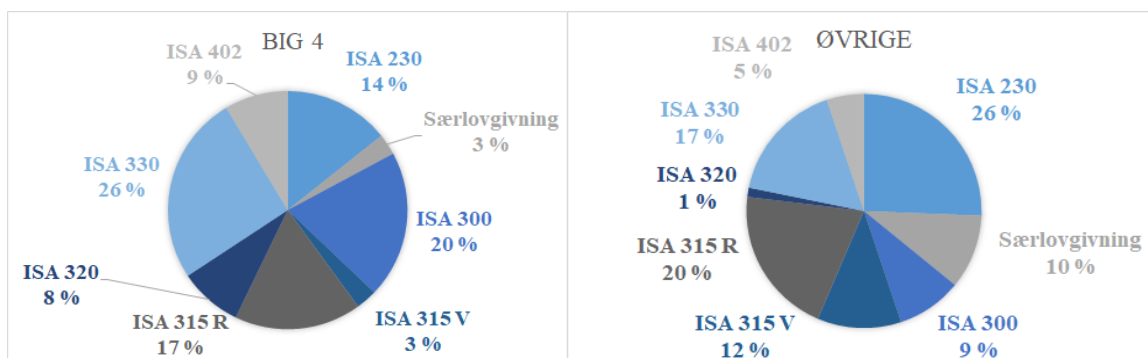 BIG 4
ISA 230
14 %
Særlovgivning
3 %
ISA 300
20 %
ISA 315 V
3 %
ISA 315 R
17 %
ISA 320
8 %
ISA 330
26 %
ISA 402
9 %
ØVRIGE
ISA 230
26 %
Særlovgivning
10 %
ISA 300
9 %
ISA 315 V
12 %
ISA 315 R
20 %
ISA 320
1 %
ISA 330
17 %
ISA 402
5 %